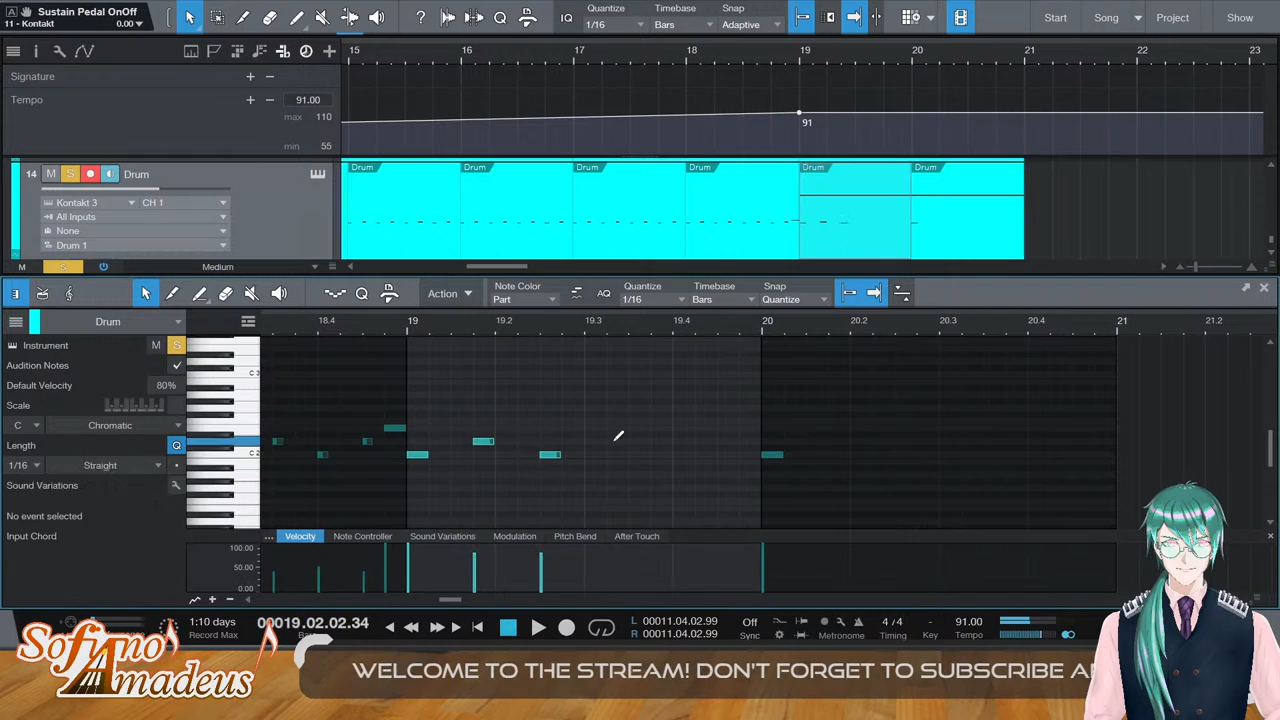 Sustain Pedal OnOff
11 - Kontakt 0.00
IQ
Quantize
1/16
Timebase
Bars
Snap
Adaptive
Start
Song
Project
Show
15 16 17 18 19 20 21 22 23
Signature
Tempo 91.00
max 110
min 55
91
14 M S Drum
Kontakt 3 CH 1
All Inputs
None
Drum 1
M S Medium
Drum Drum Drum Drum Drum Drum
Action
Note Color
Part
AQ
Quantize
1/16
Timebase
Bars
Snap
Quantize
Drum
18.4 19 19.2 19.3 19.4 20 20.2 20.3 20.4 21 21.2
Instrument M S
Audition Notes
Default Velocity 80%
Scale
C Chromatic
Length Q
1/16 Straight
Sound Variations
No event selected
Input Chord
C 3
C 2
... Velocity Note Controller Sound Variations Modulation Pitch Bend After Touch
100.00
50.00
0.00
1:10 days
Record Max
00019.02.02.34
Bars
L 00011.04.02.99
R 00011.04.02.99
Off
Sync
Metronome
4 / 4
Timing
-
Key
91.00
Tempo
Sofiano
Amadeus
WELCOME TO THE STREAM! DON'T FORGET TO SUBSCRIBE A